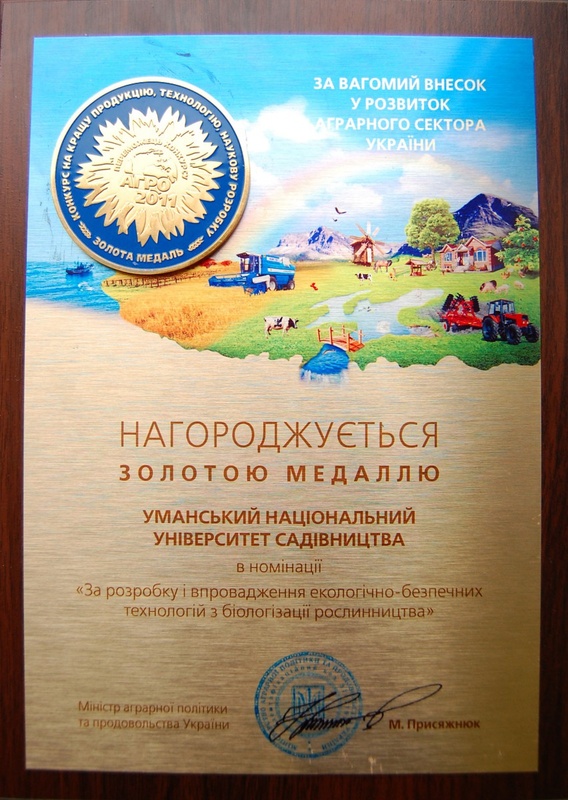 ЗА ВАГОМИЙ ВНЕСОК
У РОЗВИТОК
АГРАРНОГО СЕКТОРА
УКРАЇНИ
КОНКУРС НА КРАЩУ ПРОДУКЦІЮ, ТЕХНОЛОГІЮ, НАУКОВУ РОЗРОБКУ
АГРО
2011
ЗОЛОТА МЕДАЛЬ
НАГОРОДЖУЄТЬСЯ
ЗОЛОТОЮ МЕДАЛЛЮ
УМАНСЬКИЙ НАЦІОНАЛЬНИЙ
УНІВЕРСИТЕТ САДІВНИЦТВА
в номінації
«За розробку і впровадження екологічно-безпечних
технологій з біологізації рослинництва»
Міністр аграрної політики
та продовольства України
М. Присяжнюк